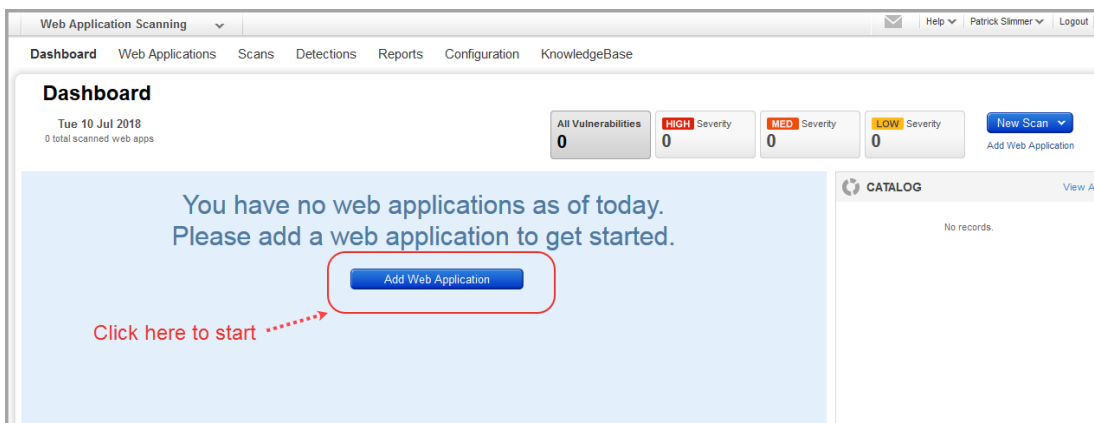 Web Application Scanning
Help
Patrick Slimmer
Logout
Dashboard Web Applications Scans Detections Reports Configuration KnowledgeBase
Dashboard
Tue 10 Jul 2018
0 total scanned web apps
All Vulnerabilities
0
HIGH Severity
0
MED Severity
0
LOW Severity
0
New Scan
Add Web Application
You have no web applications as of today.
Please add a web application to get started.
Add Web Application
Click here to start
CATALOG
View A
No records.